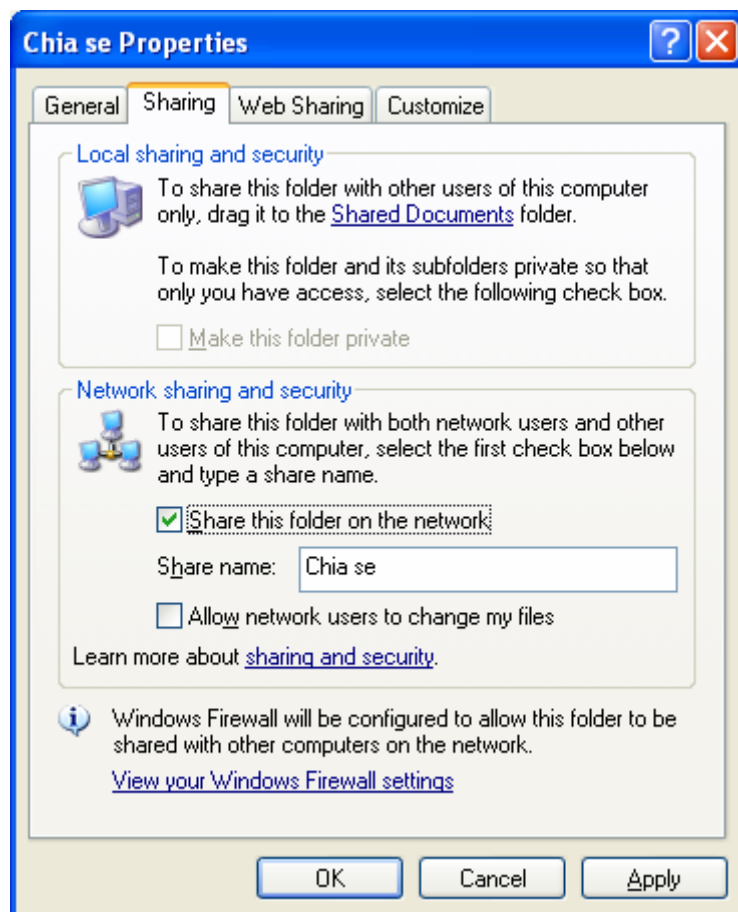 Chia se Properties
General Sharing Web Sharing Customize
Local sharing and security
To share this folder with other users of this computer
only, drag it to the Shared Documents folder.
To make this folder and its subfolders private so that
only you have access, select the following check box.
Make this folder private
Network sharing and security
To share this folder with both network users and other
users of this computer, select the first check box below
and type a share name.
Share this folder on the network
Share name: Chia se
Allow network users to change my files
Learn more about sharing and security.
Windows Firewall will be configured to allow this folder to be
shared with other computers on the network.
View your Windows Firewall settings
OK Cancel Apply